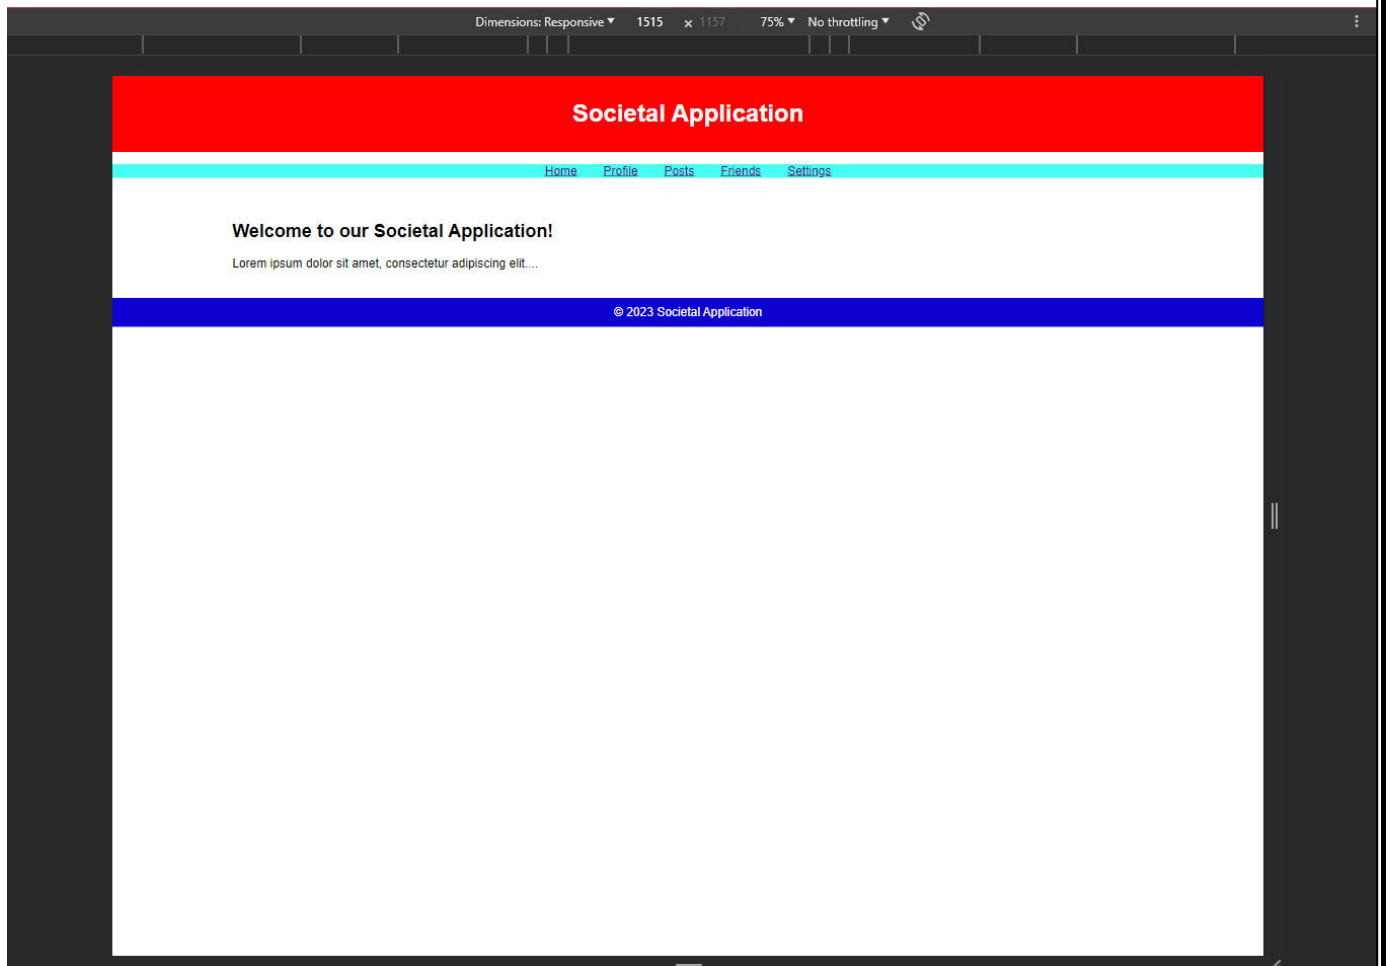 Dimensions: Responsive 1515 x 1157 75% No throttling
Societal Application
Home Profile Posts Friends Settings
Welcome to our Societal Application!
Lorem ipsum dolor sit amet, consectetur adipiscing elit....
© 2023 Societal Application